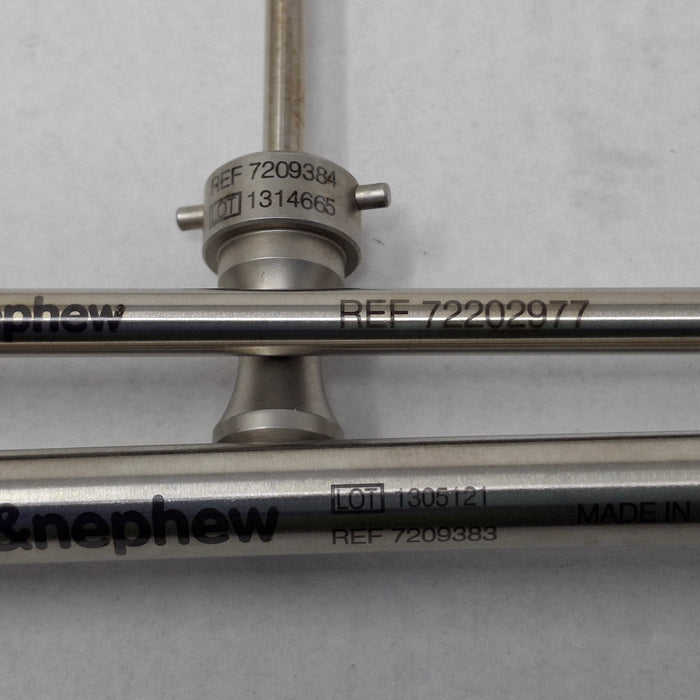 REF 7209384
LOT 1314665
ephew
REF 72202977
&nephew
LOT 1305121
REF 7209383
MADE IN